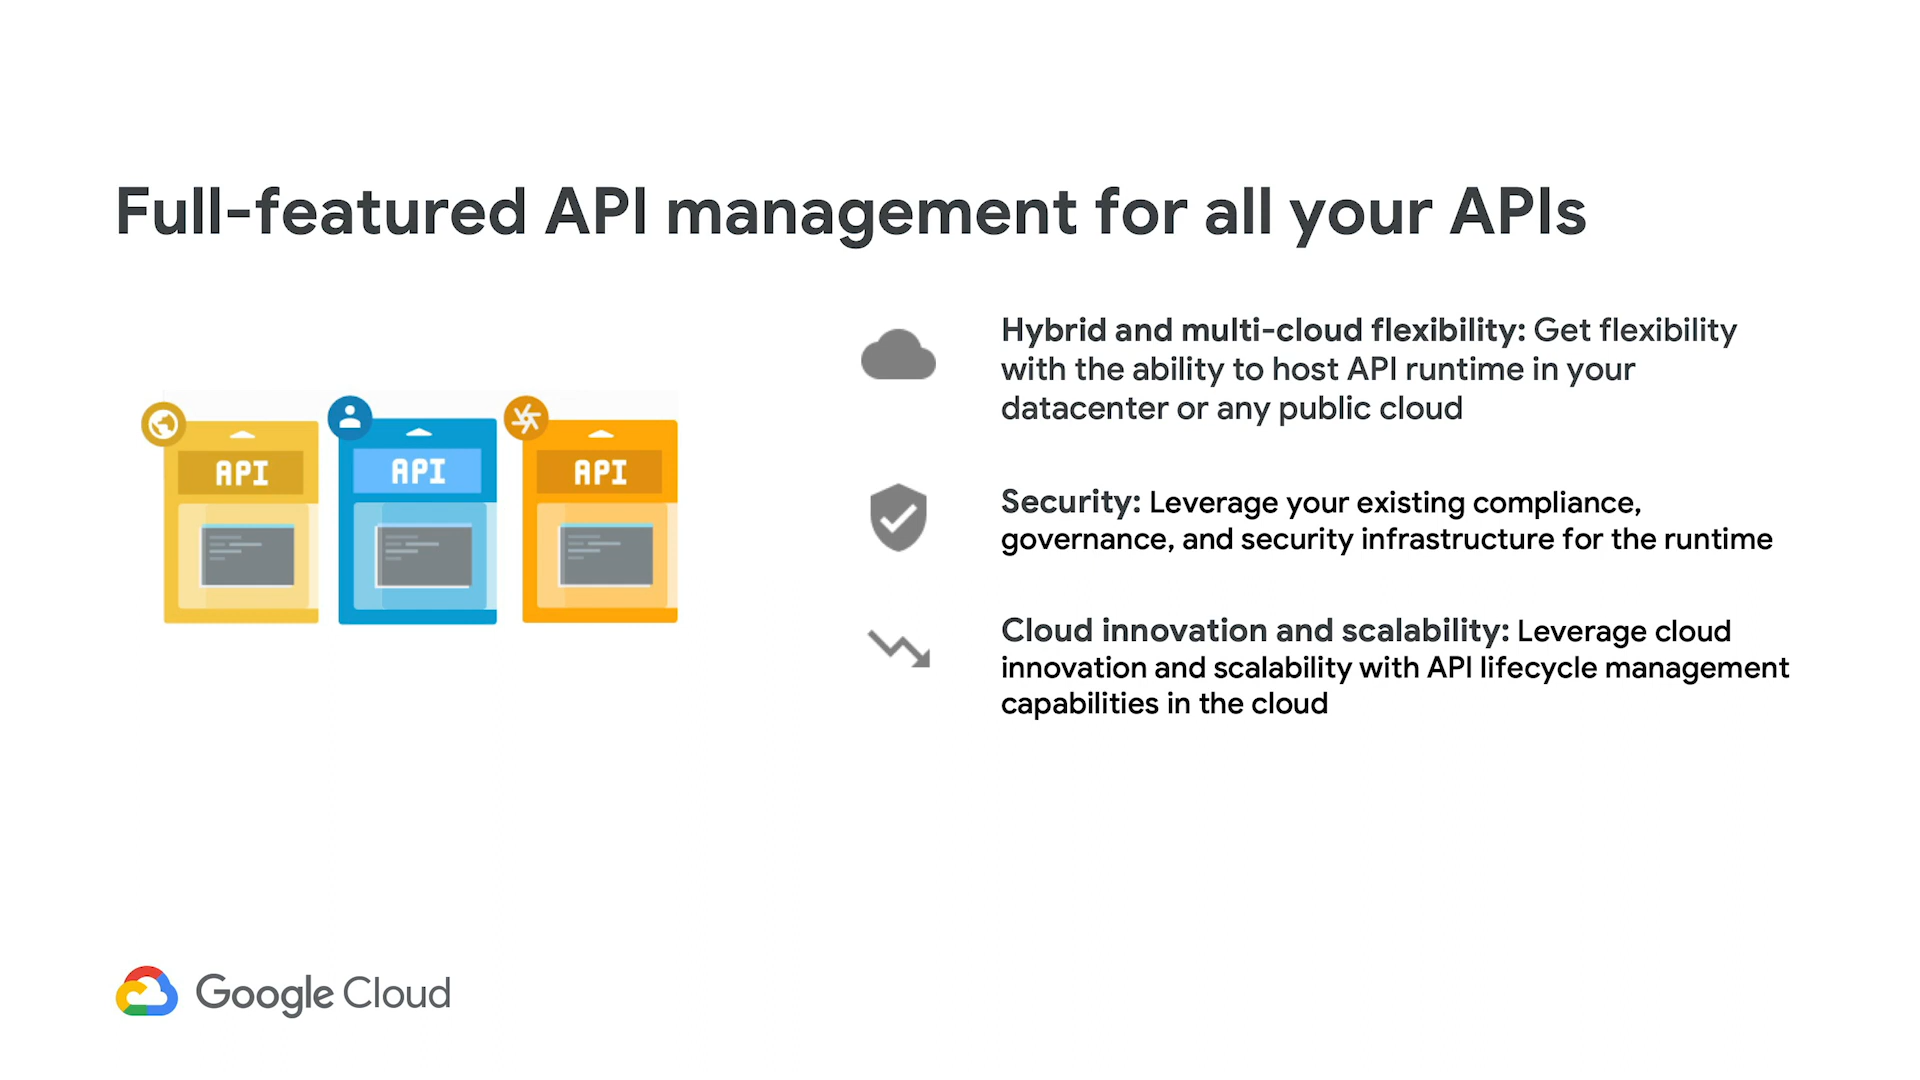 Full-featured API management for all your APIs
API
API
API
Hybrid and multi-cloud flexibility: Get flexibility
with the ability to host API runtime in your
datacenter or any public cloud
Security: Leverage your existing compliance,
governance, and security infrastructure for the runtime
Cloud innovation and scalability: Leverage cloud
innovation and scalability with API lifecycle management
capabilities in the cloud
Google Cloud